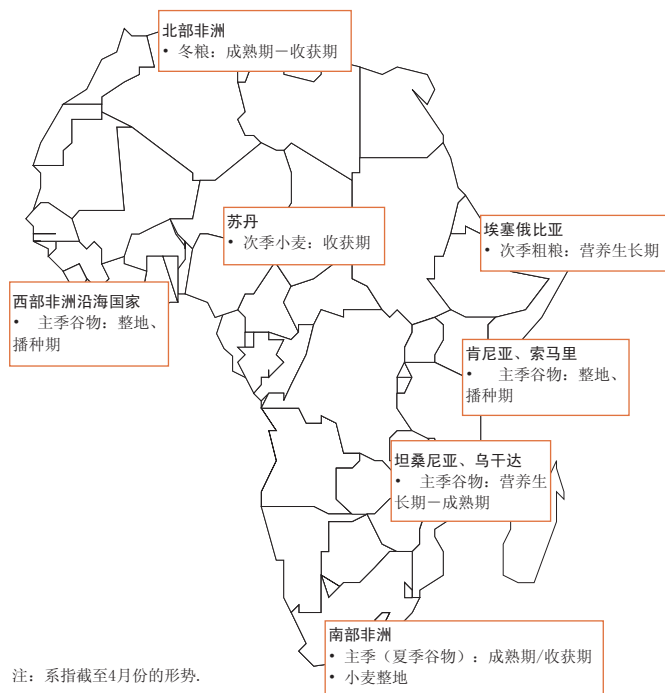 北部非洲
• 冬粮：成熟期－收获期
苏丹
• 次季小麦：收获期
埃塞俄比亚
• 次季粗粮：营养生长期
西部非洲沿海国家
• 主季谷物：整地、
播种期
肯尼亚、索马里
• 主季谷物：整地、
播种期
坦桑尼亚、乌干达
• 主季谷物：营养生
长期－成熟期
南部非洲
• 主季（夏季谷物）：成熟期/收获期
• 小麦整地
注：系指截至4月份的形势.